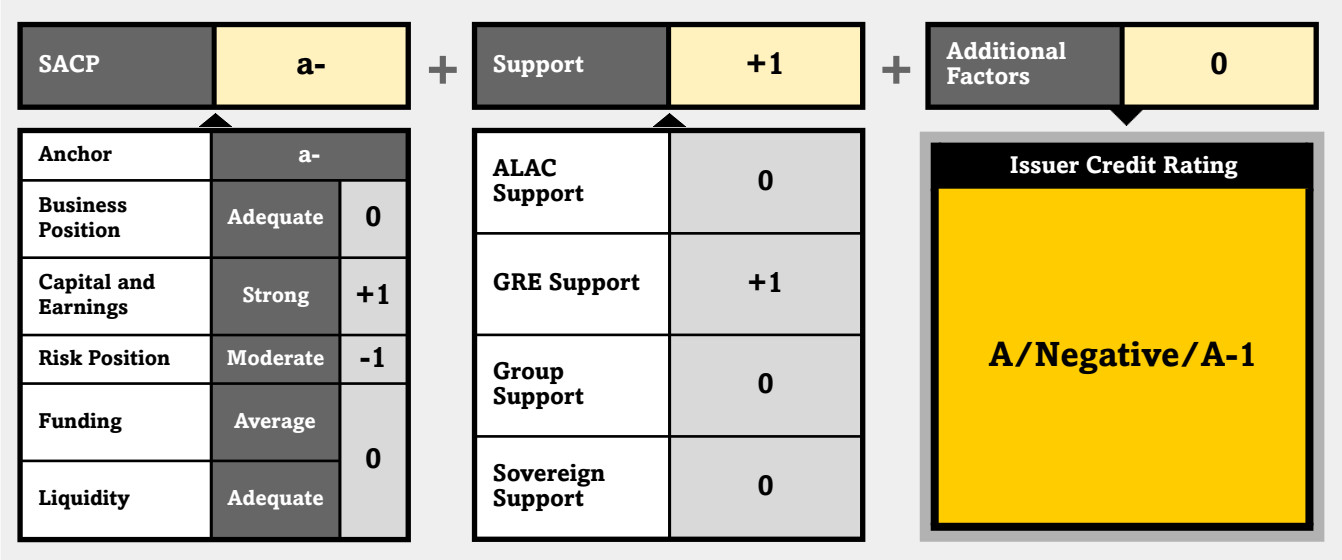 SACP
a-
+
Support
+1
+
Additional
Factors
0
Anchor
a-
Business
Position
Adequate
0
Capital and
Earnings
Strong
+1
Risk Position
Moderate
-1
Funding
Average
0
Liquidity
Adequate
ALAC
Support
0
GRE Support
+1
Group
Support
0
Sovereign
Support
0
Issuer Credit Rating
A/Negative/A-1